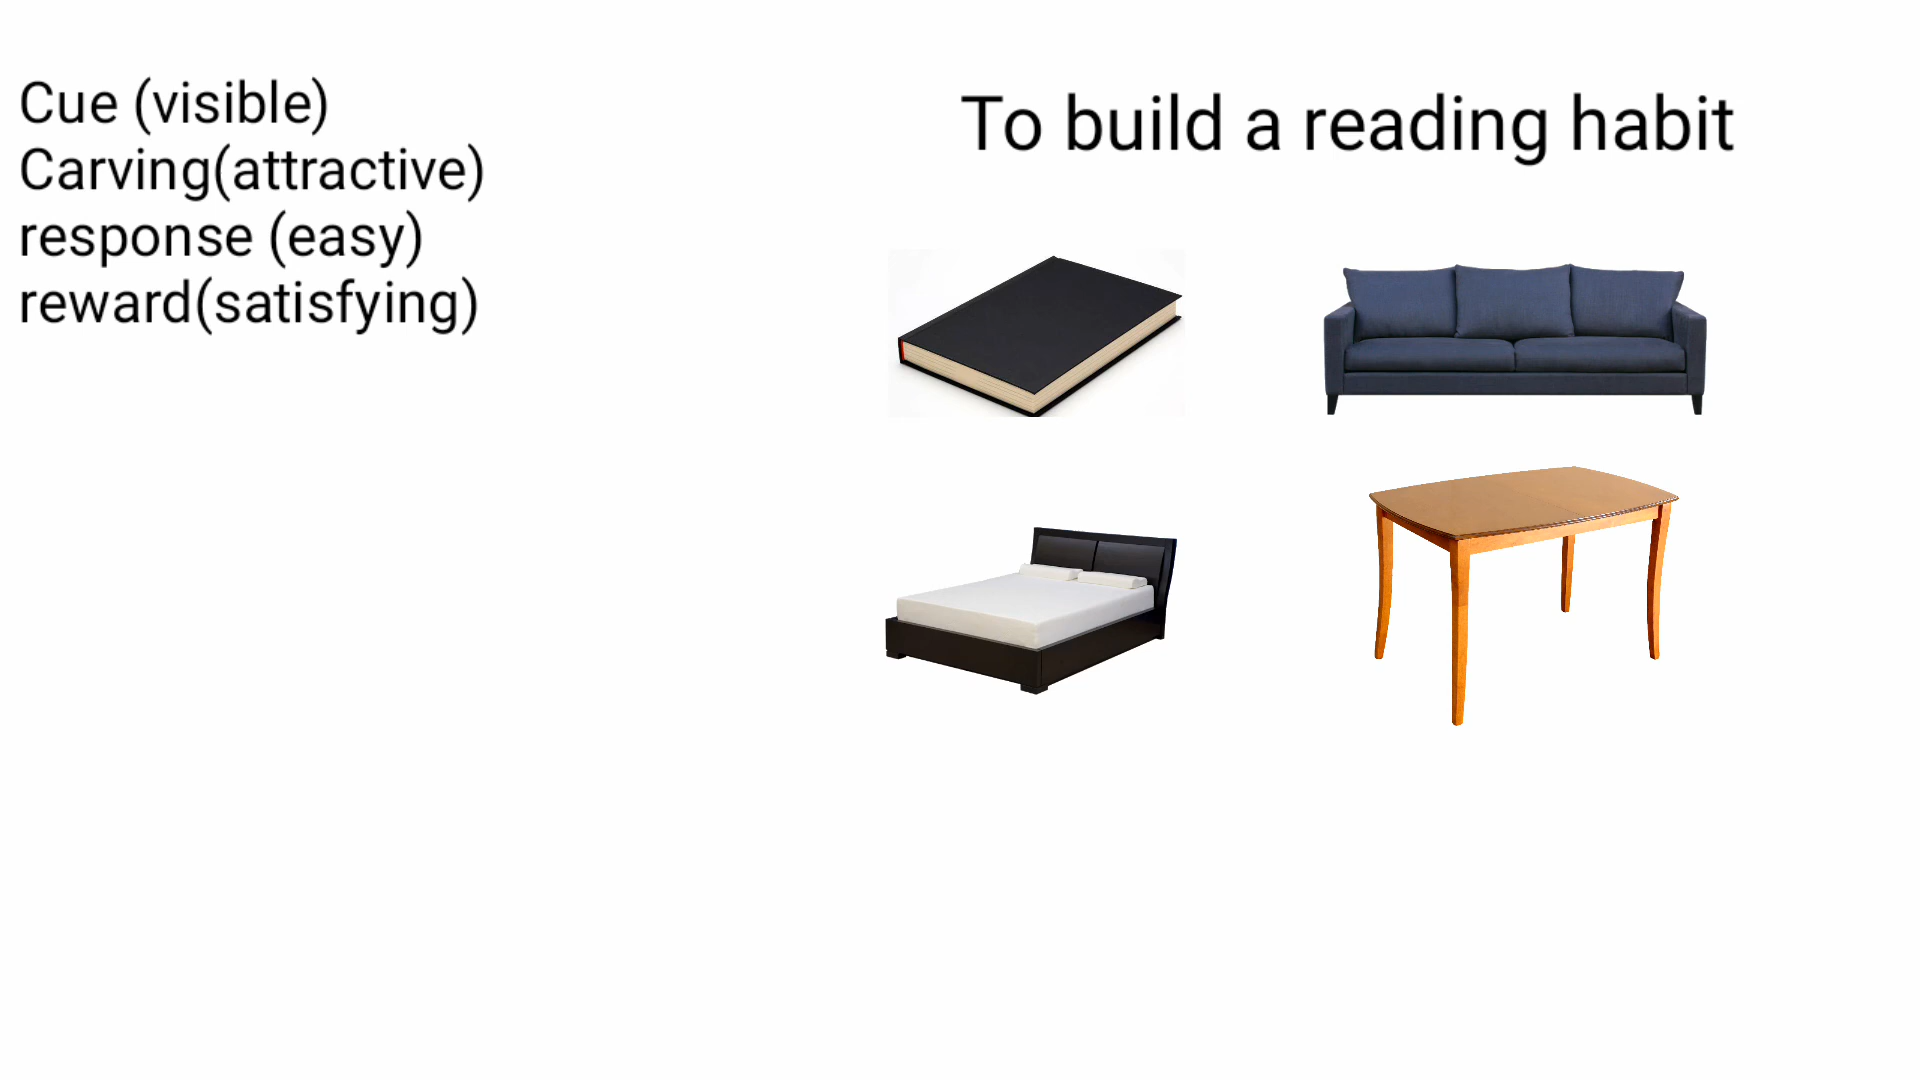 Cue (visible)
Carving(attractive)
response (easy)
reward(satisfying)
To build a reading habit